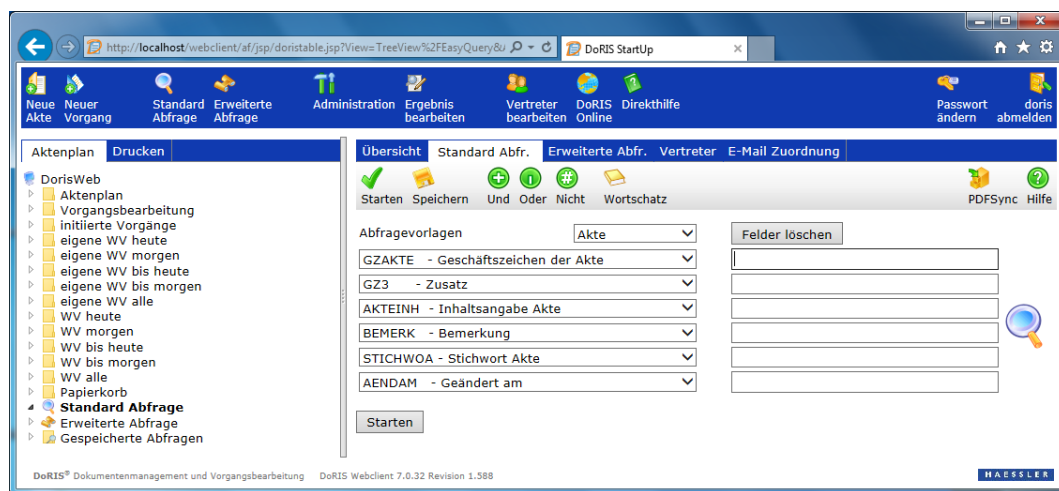 http://localhost/webclient/af/jsp/doristable.jsp?View=TreeView%2FEasyQuery&
DoRIS StartUp
Neue Akte
Neuer Vorgang
Standard Abfrage
Erweiterte Abfrage
Administration
Ergebnis bearbeiten
Vertreter bearbeiten
DoRIS Online
Direkthilfe
Passwort ändern
doris abmelden
Aktenplan Drucken
DorisWeb
Aktenplan
Vorgangsbearbeitung
initiierte Vorgänge
eigene WV heute
eigene WV morgen
eigene WV bis heute
eigene WV bis morgen
eigene WV alle
WV heute
WV morgen
WV bis heute
WV bis morgen
WV alle
Papierkorb
Standard Abfrage
Erweiterte Abfrage
Gespeicherte Abfragen
Übersicht Standard Abfr. Erweiterte Abfr. Vertreter E-Mail Zuordnung
Starten Speichern Und Oder Nicht Wortschatz PDFSync Hilfe
Abfragevorlagen Akte Felder löschen
GZAKTE - Geschäftszeichen der Akte
GZ3 - Zusatz
AKTEINH - Inhaltsangabe Akte
BEMERK - Bemerkung
STICHWOA - Stichwort Akte
AENDAM - Geändert am
Starten
DoRIS® Dokumentenmanagement und Vorgangsbearbeitung DoRIS Webclient 7.0.32 Revision 1.588
HAESSLER